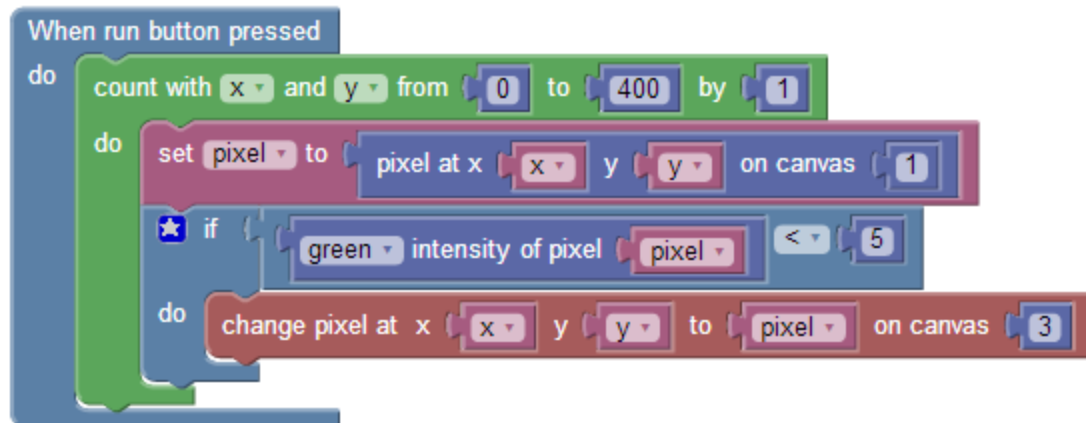 When run button pressed
do count with x and y from 0 to 400 by 1
do set pixel to pixel at x x y y on canvas 1
if green intensity of pixel pixel < 5
do change pixel at x x y y to pixel on canvas 3